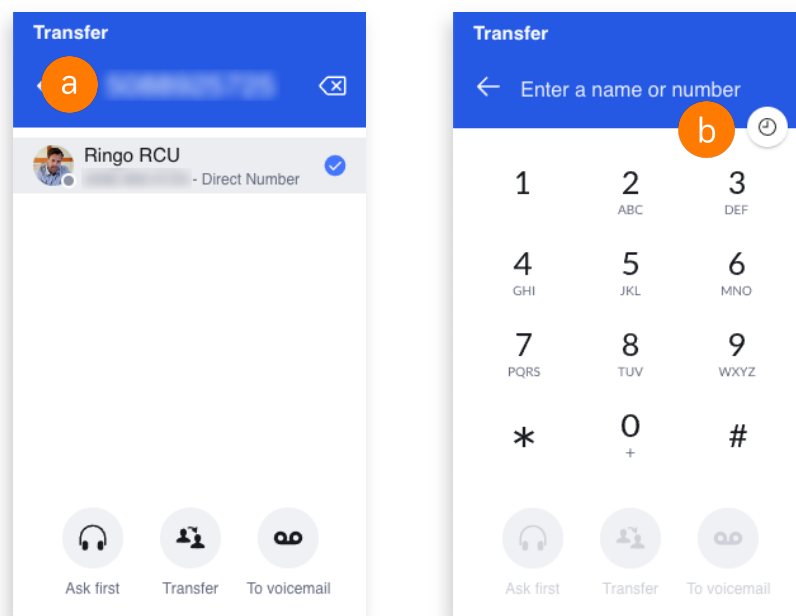 Transfer
a
Ringo RCU
- Direct Number
Ask first
Transfer
To voicemail
Transfer
Enter a name or number
b
1
2
3
ABC
DEF
4
5
6
GHI
JKL
MNO
7
8
9
PQRS
TUV
WXYZ
*
0
#
+
Ask first
Transfer
To voicemail